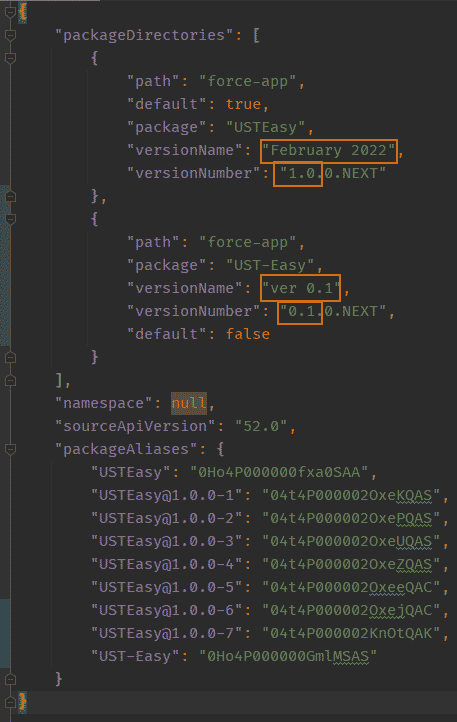 {
"packageDirectories": [
{
"path": "force-app",
"default": true,
"package": "USTEasy",
"versionName": "February 2022",
"versionNumber": "1.0.0.NEXT"
},
{
"path": "force-app",
"package": "UST-Easy",
"versionName": "ver 0.1",
"versionNumber": "0.1.0.NEXT",
"default": false
}
],
"namespace": null,
"sourceApiVersion": "52.0",
"packageAliases": {
"USTEasy": "0Ho4P000000fxa0SAA",
"USTEasy@1.0.0-1": "04t4P000002OxeKQAS",
"USTEasy@1.0.0-2": "04t4P000002OxePQAS",
"USTEasy@1.0.0-3": "04t4P000002OxeUQAS",
"USTEasy@1.0.0-4": "04t4P000002OxeZQAS",
"USTEasy@1.0.0-5": "04t4P000002OxeeQAC",
"USTEasy@1.0.0-6": "04t4P000002OxejQAC",
"USTEasy@1.0.0-7": "04t4P000002KnOtQAK",
"UST-Easy": "0Ho4P000000GmlMSAS"
}
}